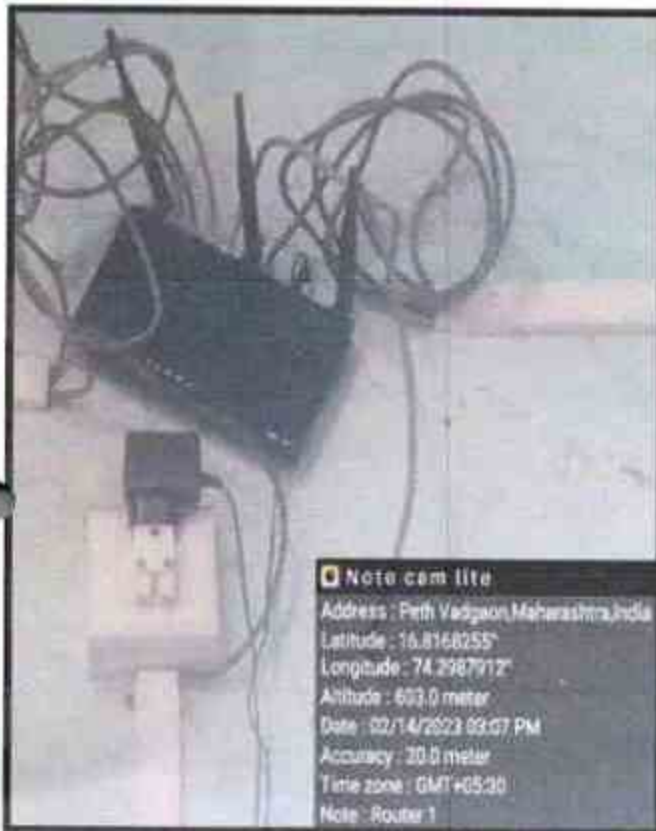 Note cam lite
Address : Peth Vadgaon,Maharashtra,India
Latitude : 16.8168255°
Longitude : 74.2987912°
Altitude : 603.0 meter
Date : 02/14/2023 03:07 PM
Accuracy : 20.0 meter
Time zone : GMT+05:30
Note : Router 1